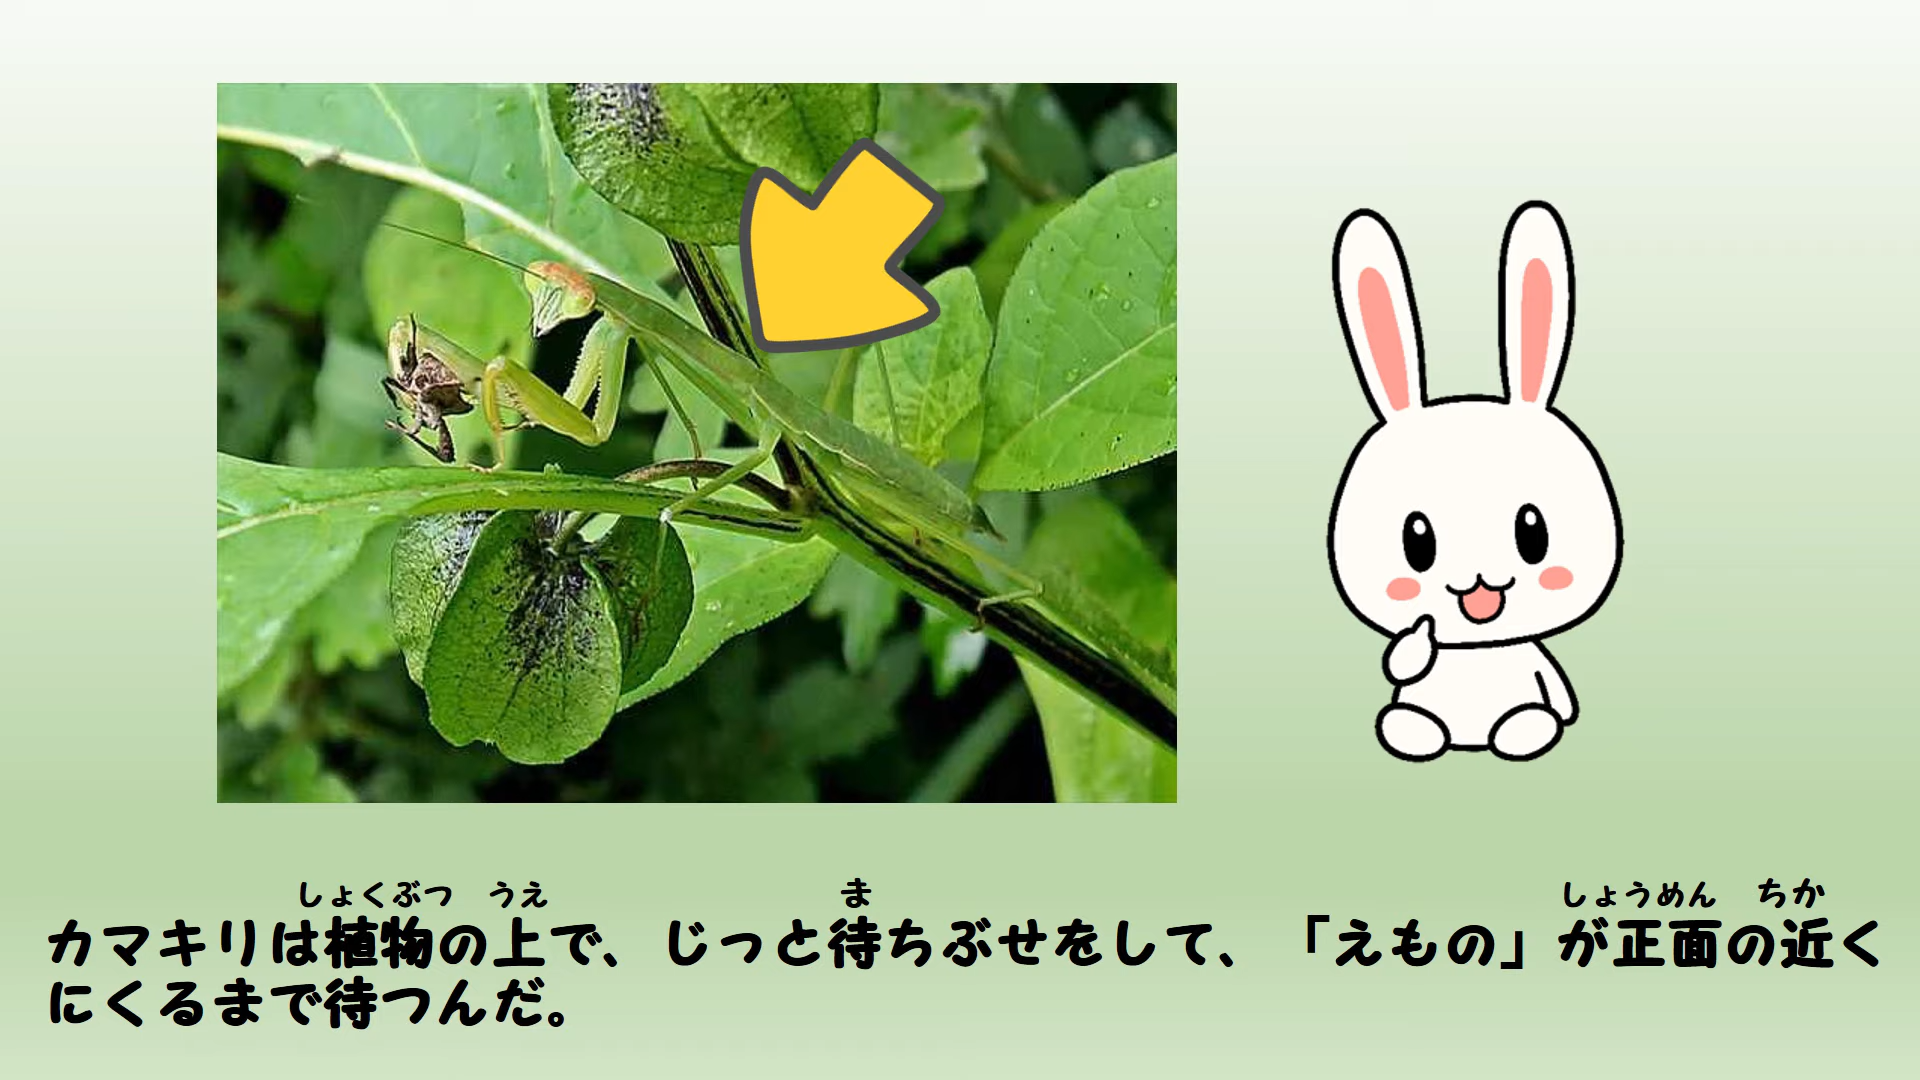 しょくぶつ うえ ま しょうめん ちか
カマキリは植物の上で、じっと待ちぶせをして、「えもの」が正面の近く
にくるまで待つんだ。